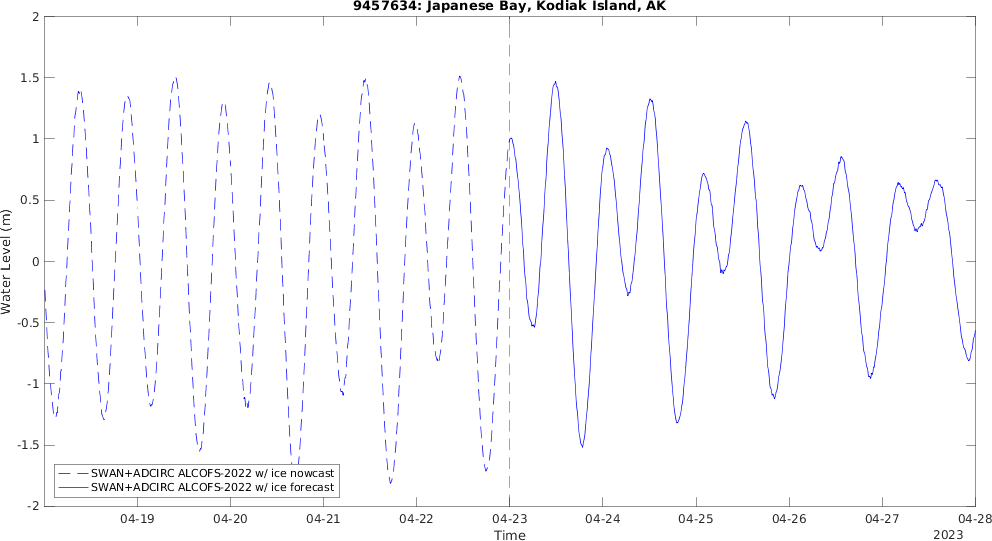 9457634: Japanese Bay, Kodiak Island, AK
2
1.5
1
0.5
0
-0.5
-1
-1.5
-2
Water Level (m)
SWAN+ADCIRC ALCOFS-2022 w/ ice nowcast
SWAN+ADCIRC ALCOFS-2022 w/ ice forecast
04-19 04-20 04-21 04-22 04-23 04-24 04-25 04-26 04-27 04-28
Time
2023